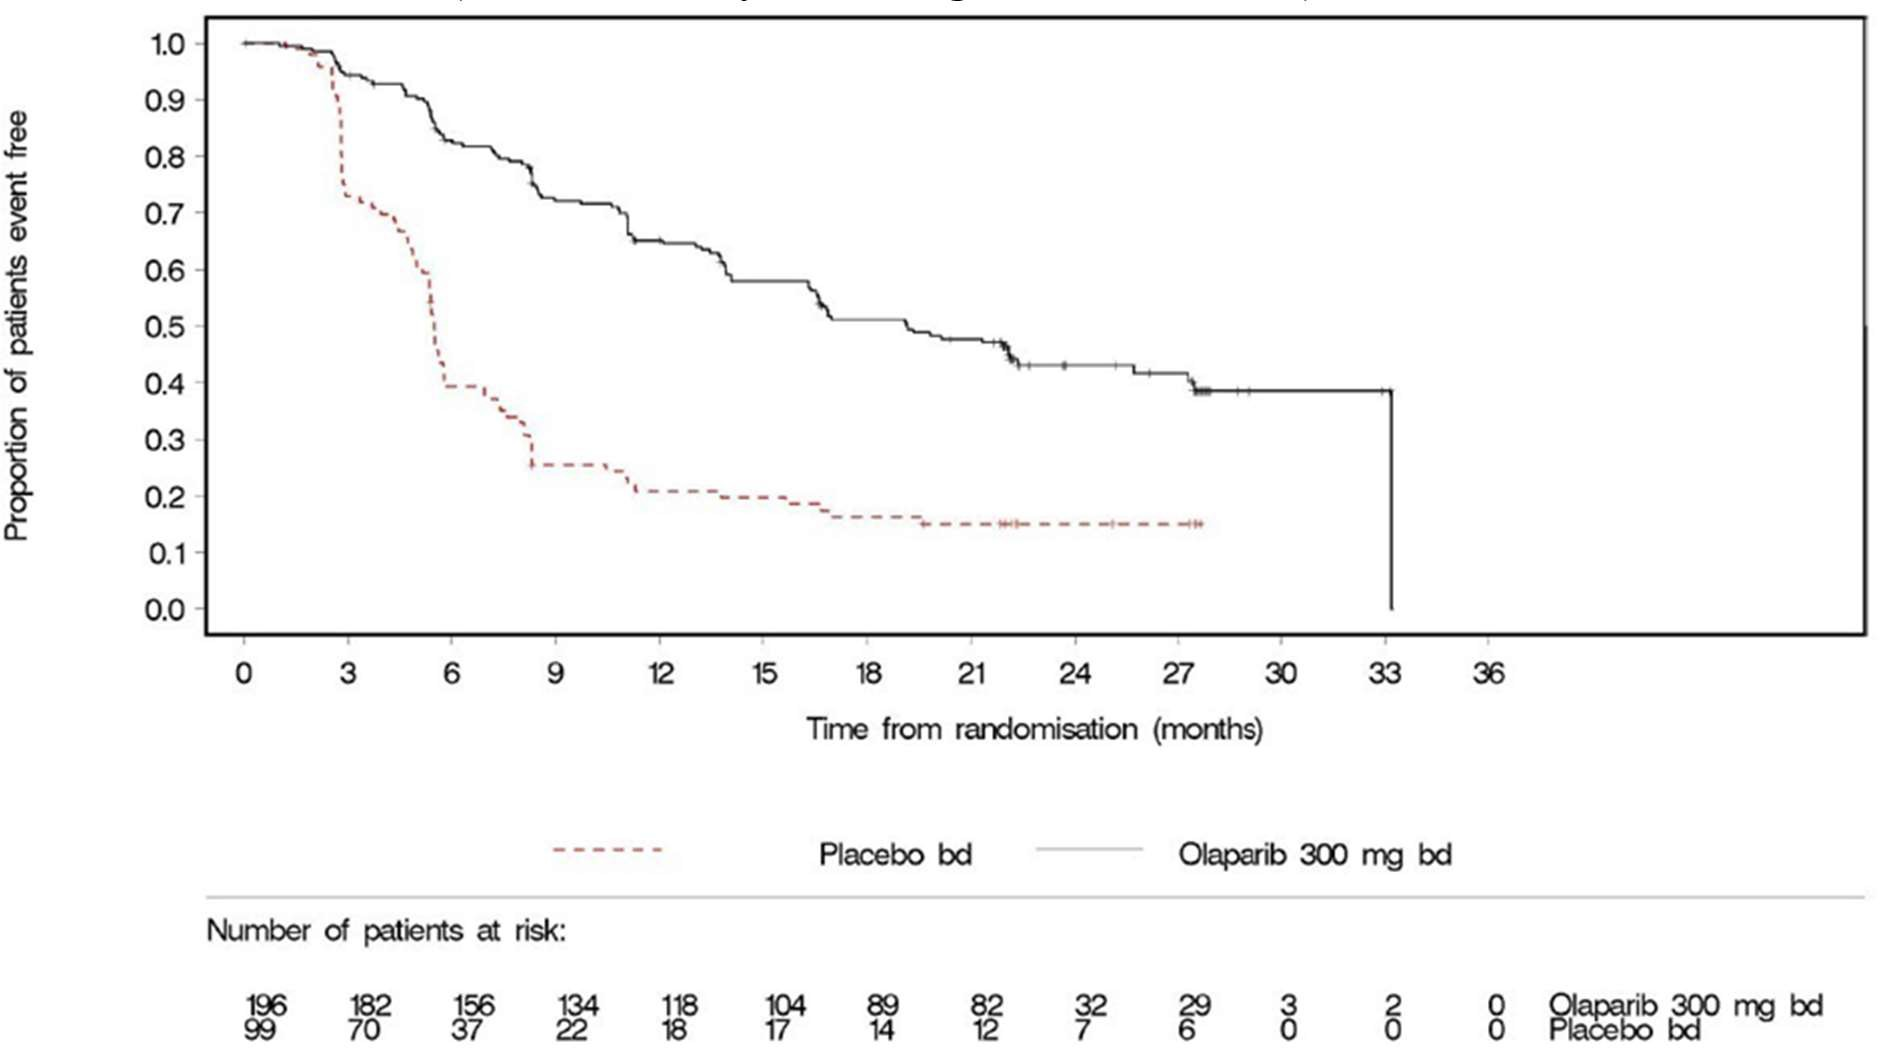 Proportion of patients event free
1.0
0.9
0.8
0.7
0.6
0.5
0.4
0.3
0.2
0.1
0.0
0 3 6 9 12 15 18 21 24 27 30 33 36
Time from randomisation (months)
Placebo bd Olaparib 300 mg bd
Number of patients at risk:
196 182 156 134 118 104 89 82 32 29 3 2 0 Olaparib 300 mg bd
99 70 37 22 18 17 14 12 7 6 0 0 0 Placebo bd